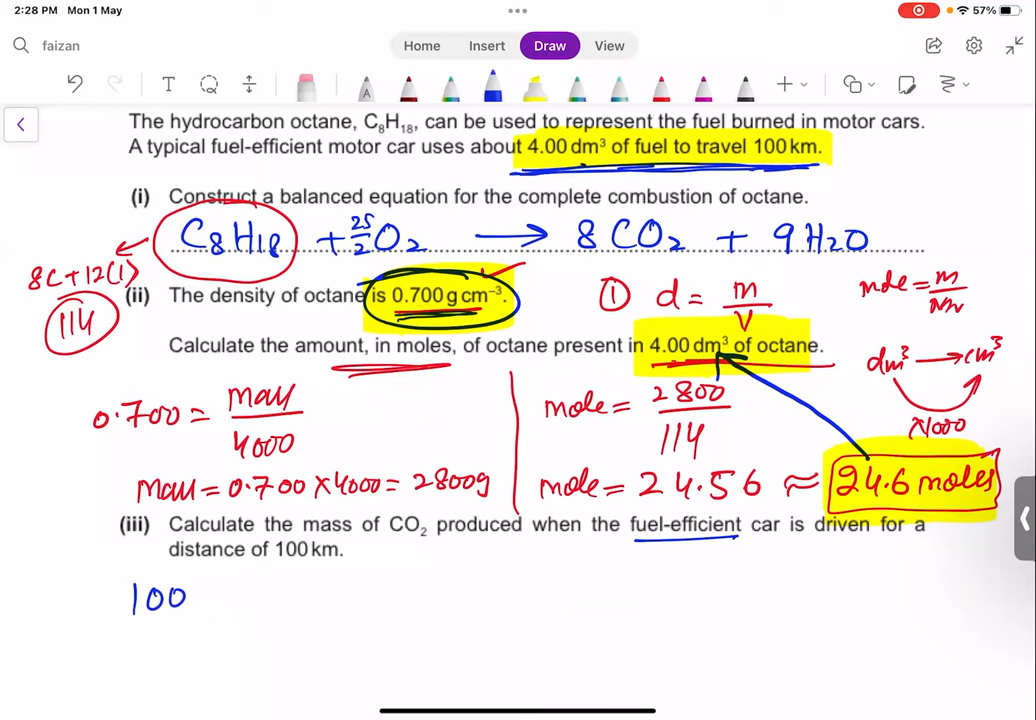 2:28 PM Mon 1 May
57%
faizan
Home Insert Draw View
The hydrocarbon octane, C₈H₁₈, can be used to represent the fuel burned in motor cars.
A typical fuel-efficient motor car uses about 4.00 dm³ of fuel to travel 100 km.
(i) Construct a balanced equation for the complete combustion of octane.
C8H18 + 25/2 O2 → 8CO2 + 9H2O
8C+12(1)
114
(ii) The density of octane is 0.700 g cm⁻³.
① d = m/V
mole = m/Mr
Calculate the amount, in moles, of octane present in 4.00 dm³ of octane.
dm³ → cm³
×1000
0.700 = mass/4000
mole = 2800/114
mass = 0.700 × 4000 = 2800g
mole = 24.56 ≈ 24.6 moles
(iii) Calculate the mass of CO₂ produced when the fuel-efficient car is driven for a
distance of 100 km.
100